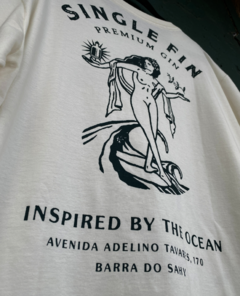 SINGLE FIN
PREMIUM GIN
INSPIRED BY THE OCEAN
AVENIDA ADELINO TAVARES, 170
BARRA DO SAHY